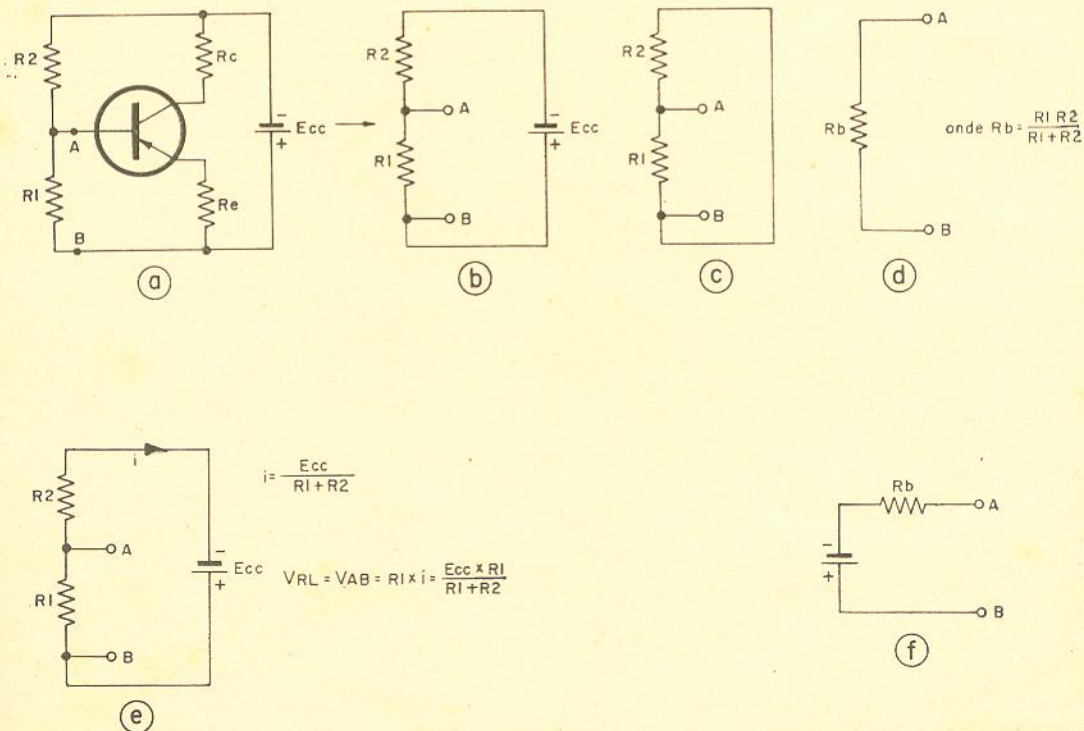 R2
Rc
A
- Ecc
+
R1
Re
B
a
R2
A
- Ecc
+
R1
B
b
R2
A
R1
B
c
A
Rb
B
d
onde Rb = R1 R2 / R1 + R2
i
i = Ecc / R1 + R2
R2
A
- Ecc
+
R1
B
VRL = VAB = R1 x i = Ecc x R1 / R1 + R2
e
Rb
A
-
+
B
f